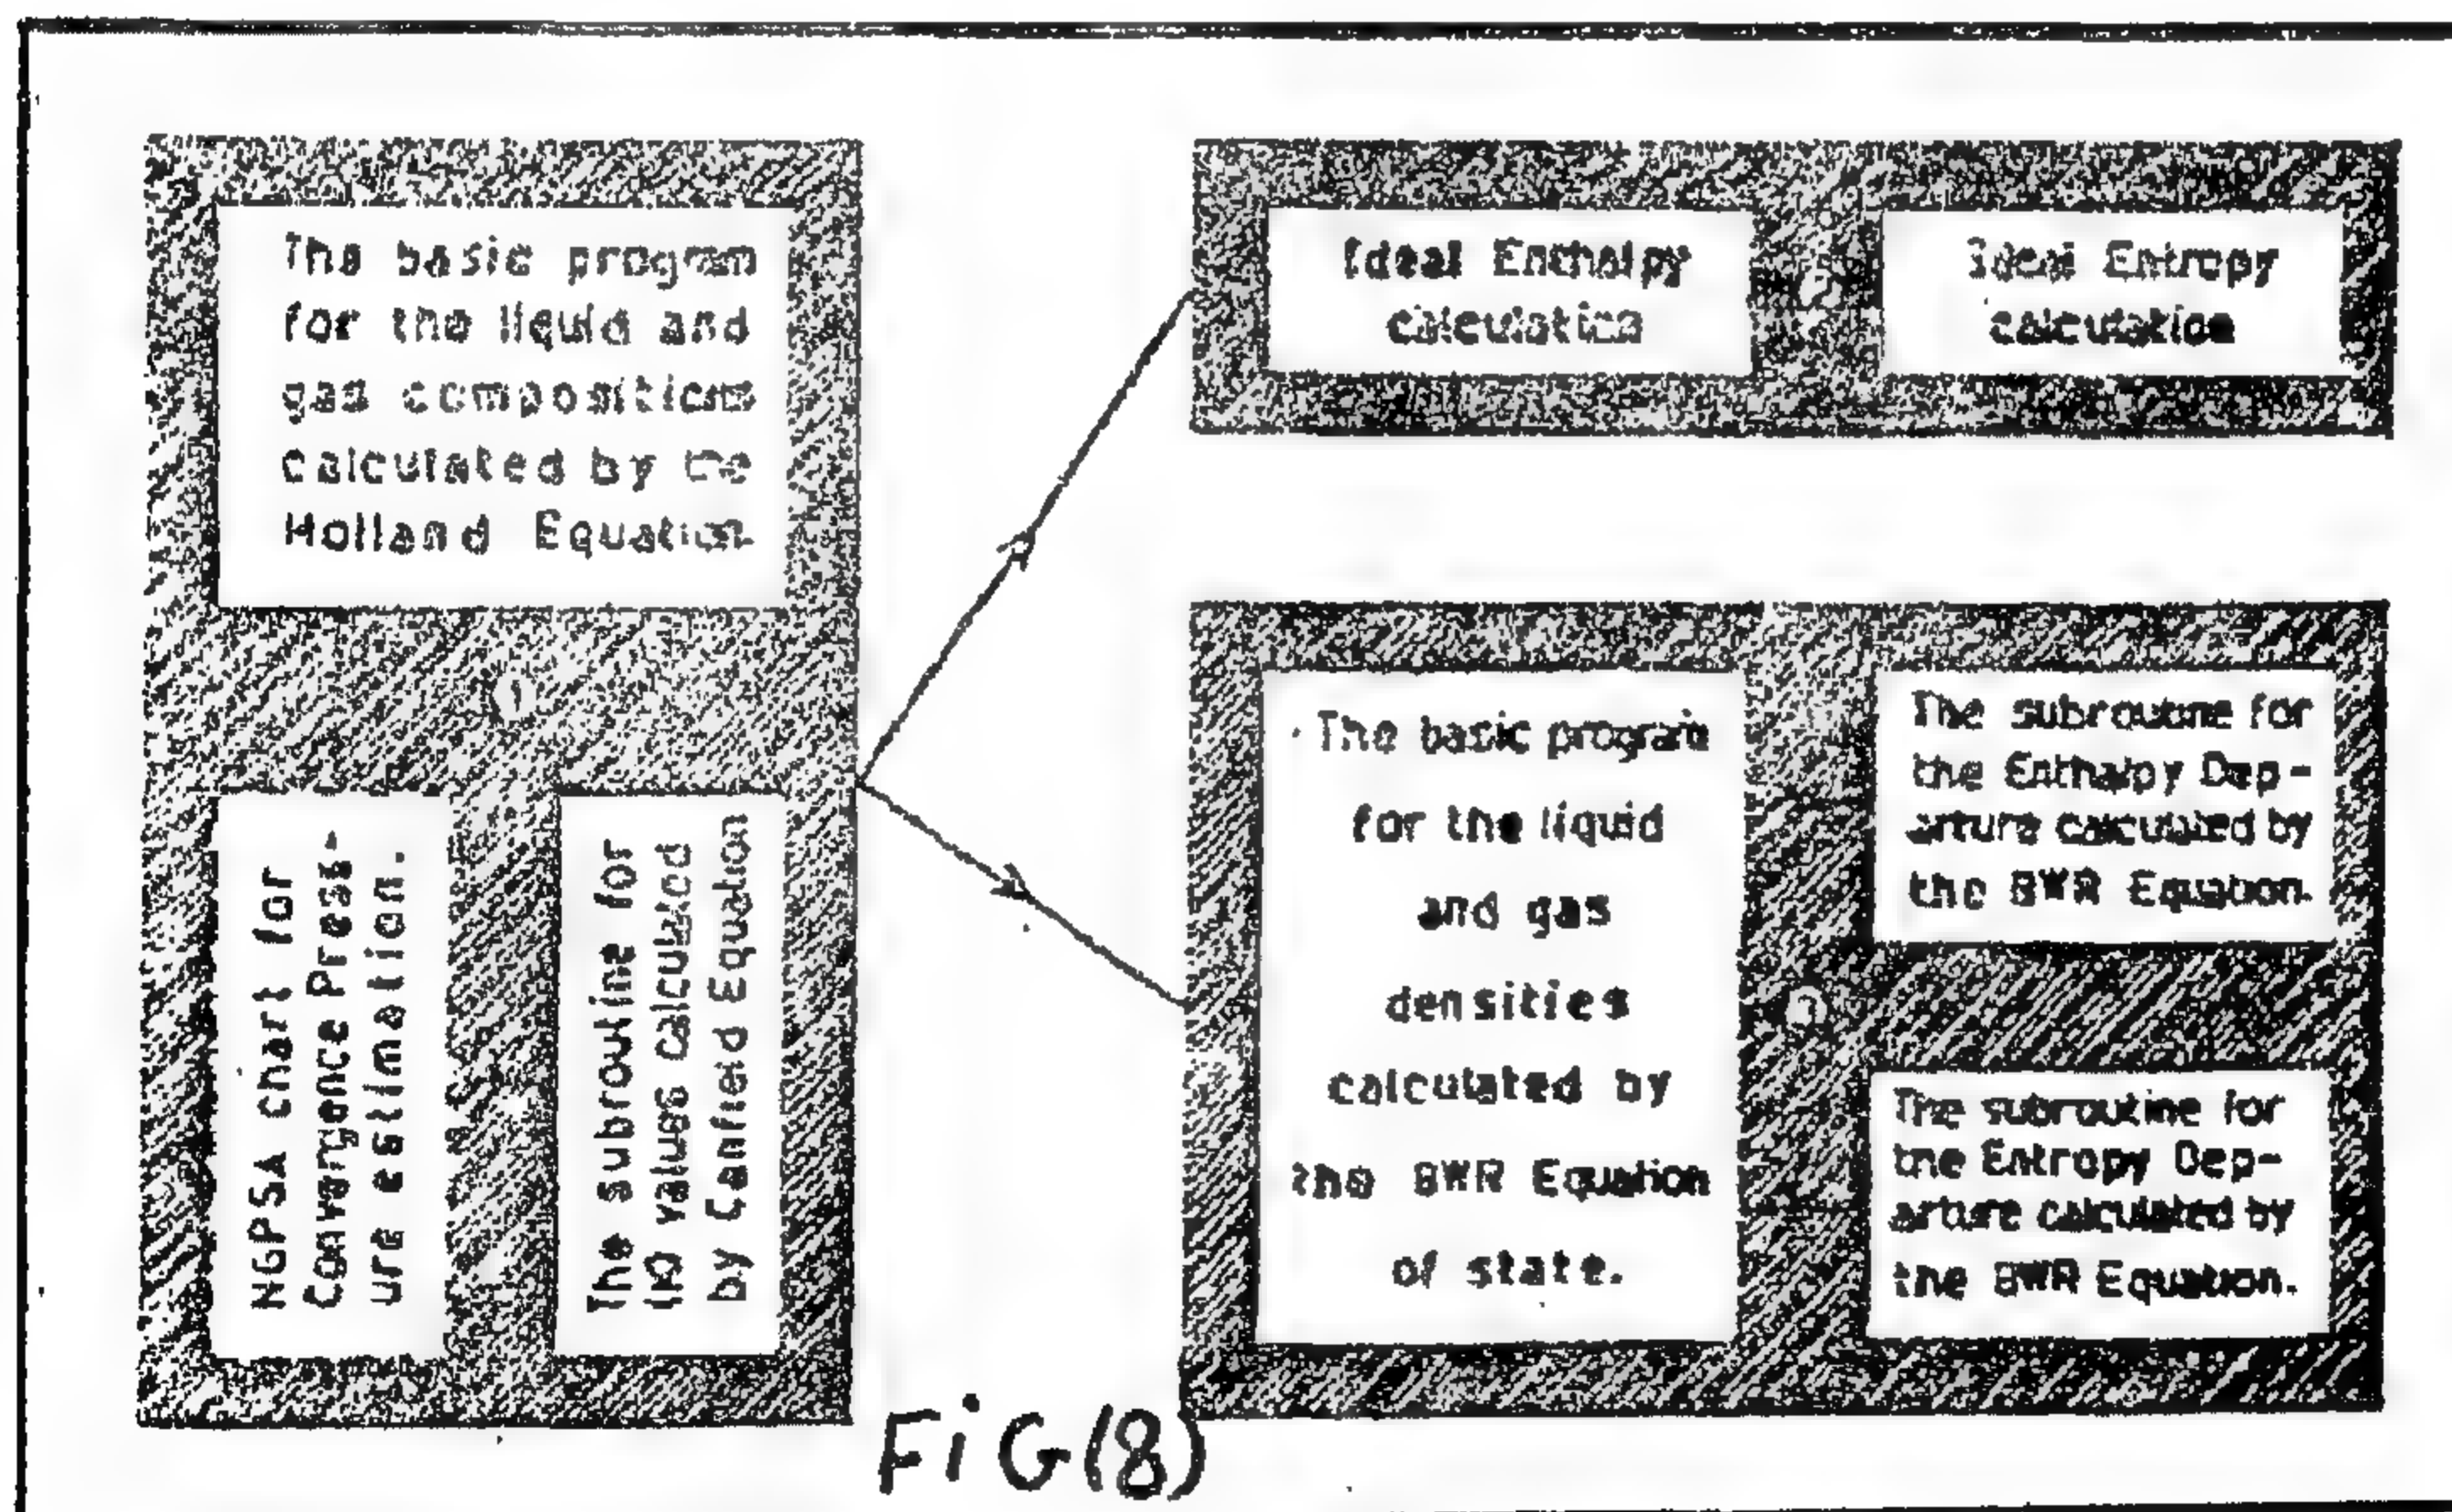 The basic program
for the liquid and
gas compositions
calculated by the
Holland Equation.
1
NGPSA chart for
Convergence Press-
ure estimation.
The subroutine for
(K) values calculated
by Canfield Equation
Ideal Enthalpy
calculation
Ideal Entropy
calculation
The basic program
for the liquid
and gas
densities
calculated by
the BWR Equation
of state.
The subroutine for
the Enthalpy Dep-
arture calculated by
the BWR Equation.
The subroutine for
the Entropy Dep-
arture calculated by
the BWR Equation.
FiG(8)